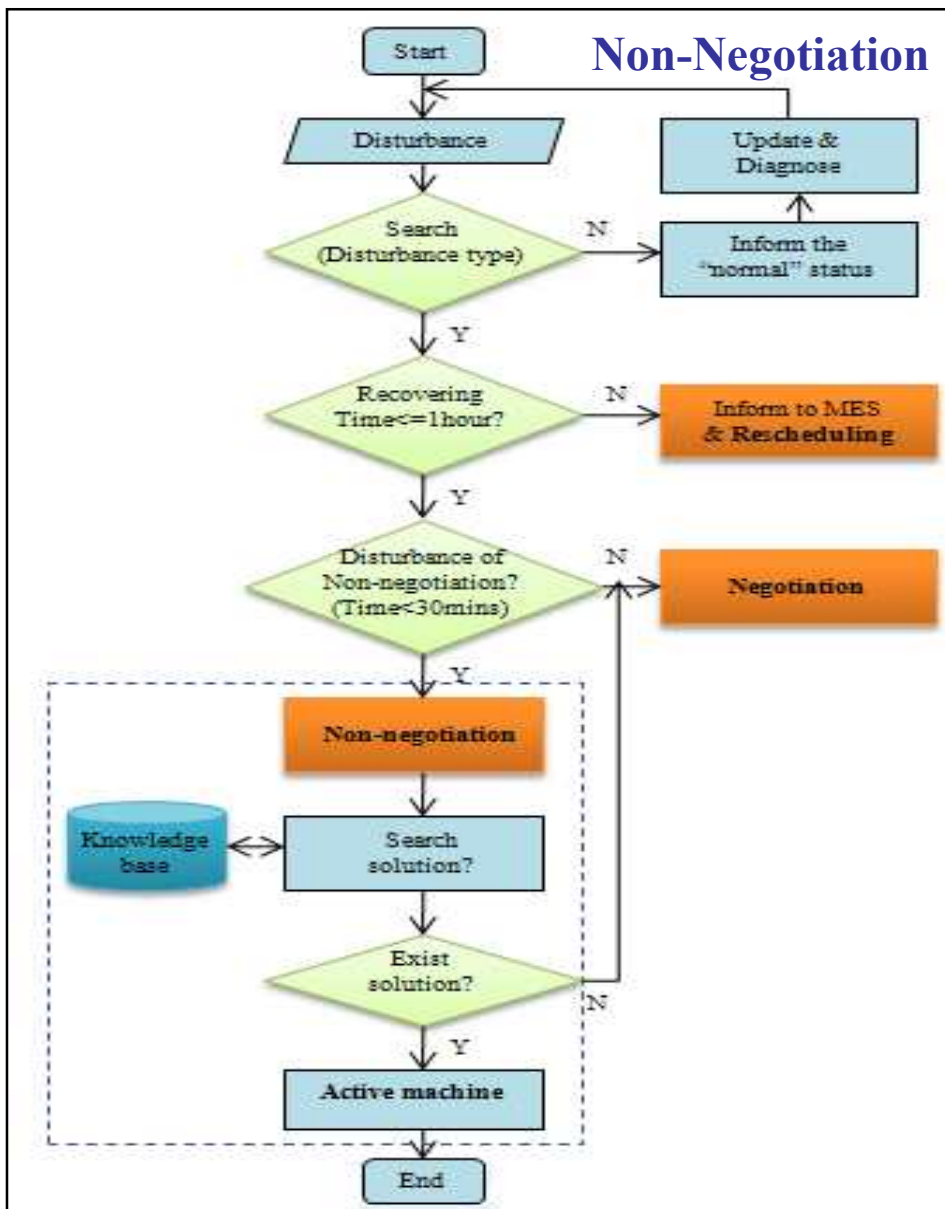 Non-Negotiation
Start
Disturbance
Update &
Diagnose
Search
(Disturbance type)
N
Inform the
“normal” status
Y
Recovering
Time<=1hour?
N
Inform to MES
& Rescheduling
Y
Disturbance of
Non-negotiation?
(Time<30mins)
N
Negotiation
Y
Non-negotiation
Knowledge
base
Search
solution?
Exist
solution?
N
Y
Active machine
End